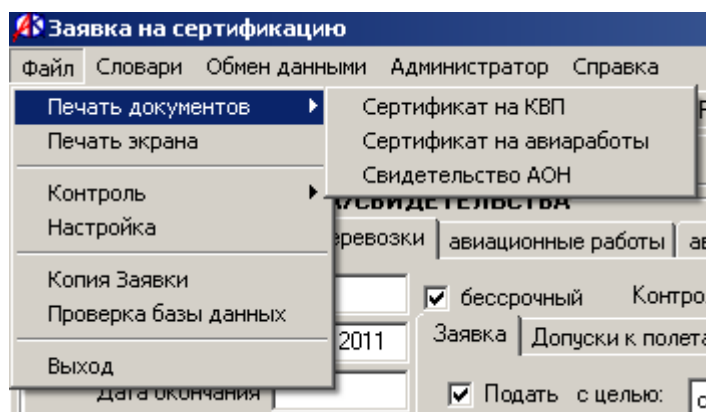 Заявка на сертификацию
Файл Словари Обмен данными Администратор Справка
Печать документов
Сертификат на КВП
Печать экрана
Сертификат на авиаработы
Свидетельство АОН
Контроль
Настройка
авиационные работы
Копия Заявки
бессрочный
Проверка базы данных
2011
Заявка
Допуски к
Выход
Дата окончания
Подать с целью: